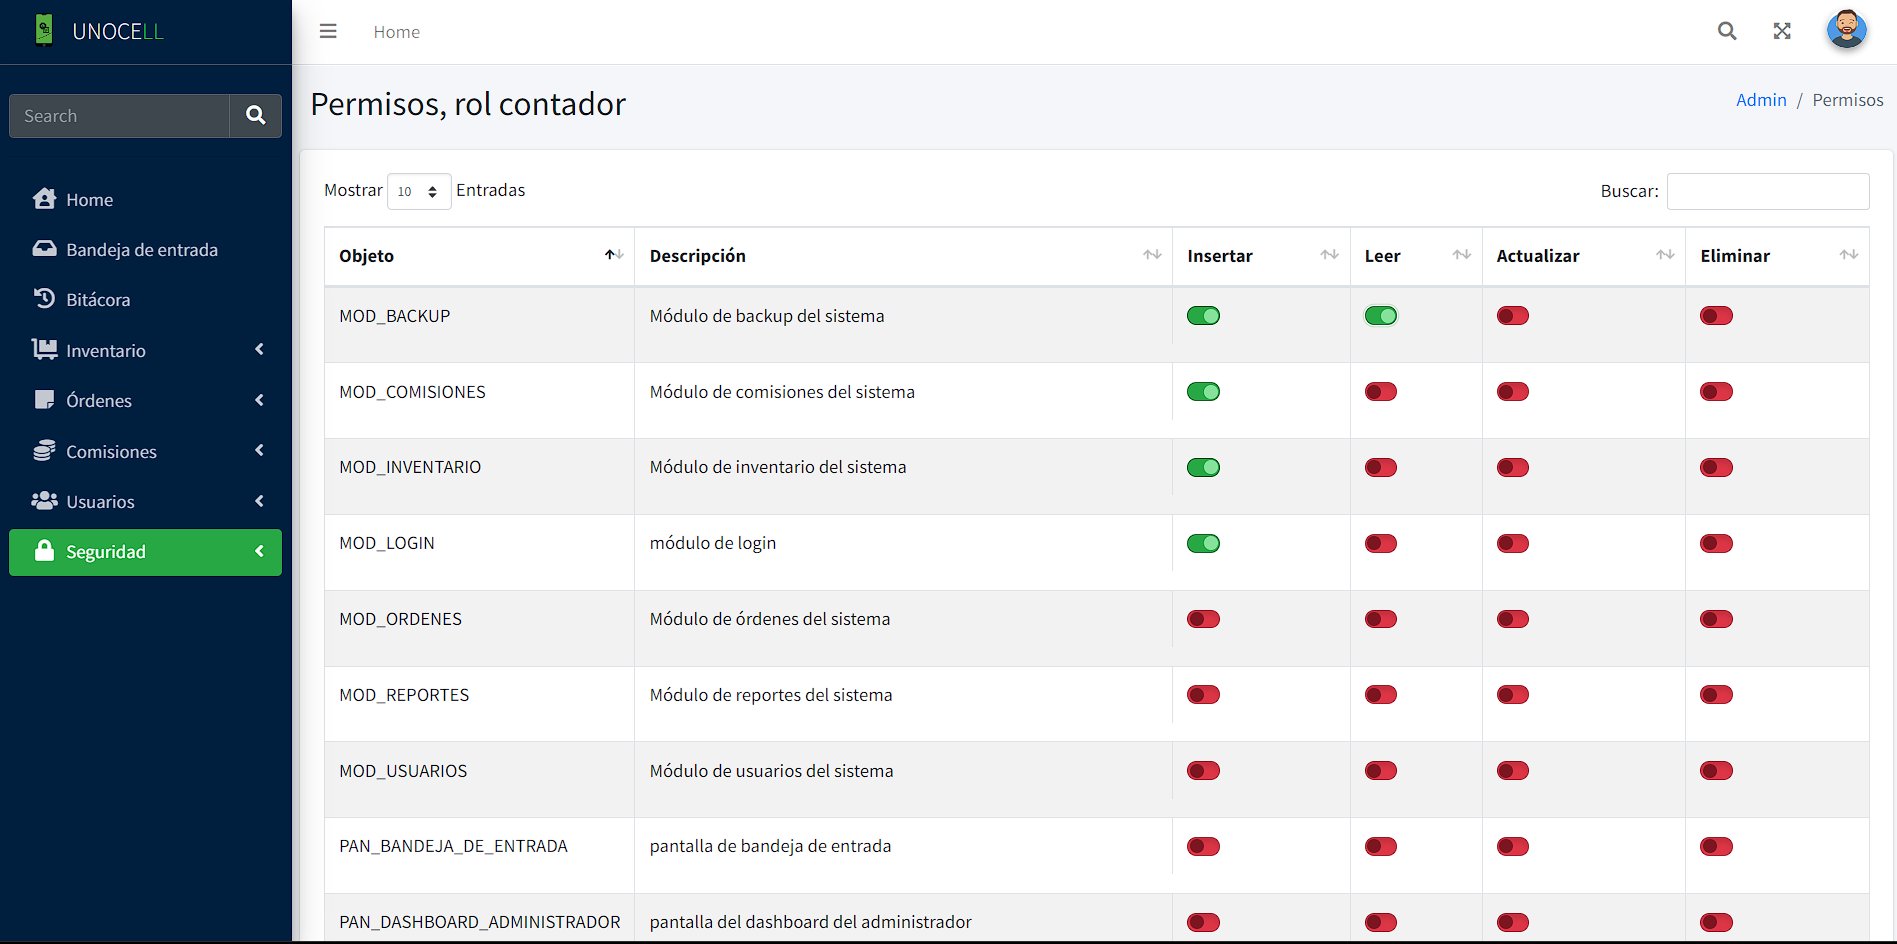 UNOCELL
Home
Search
Home
Bandeja de entrada
Bitácora
Inventario
Órdenes
Comisiones
Usuarios
Seguridad
Permisos, rol contador
Admin / Permisos
Mostrar 10 Entradas
Buscar:
Objeto Descripción Insertar Leer Actualizar Eliminar
MOD_BACKUP Módulo de backup del sistema
MOD_COMISIONES Módulo de comisiones del sistema
MOD_INVENTARIO Módulo de inventario del sistema
MOD_LOGIN módulo de login
MOD_ORDENES Módulo de órdenes del sistema
MOD_REPORTES Módulo de reportes del sistema
MOD_USUARIOS Módulo de usuarios del sistema
PAN_BANDEJA_DE_ENTRADA pantalla de bandeja de entrada
PAN_DASHBOARD_ADMINISTRADOR pantalla del dashboard del administrador